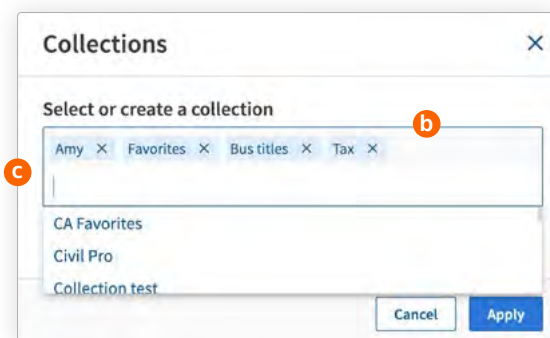 Collections ×
Select or create a collection
b
Amy × Favorites × Bus titles × Tax ×
c
CA Favorites
Civil Pro
Collection test
Cancel Apply